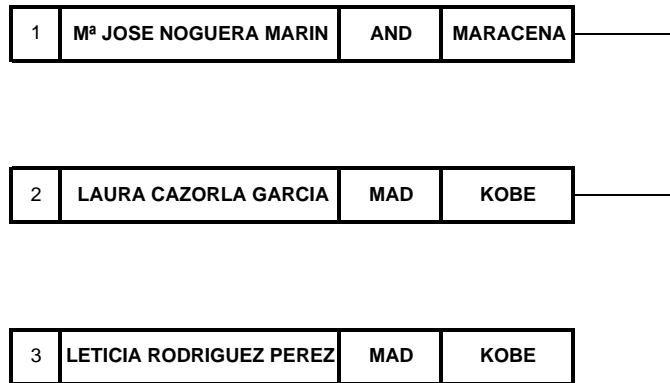 1 Mª JOSE NOGUERA MARIN AND MARACENA
2 LAURA CAZORLA GARCIA MAD KOBE
3 LETICIA RODRIGUEZ PEREZ MAD KOBE